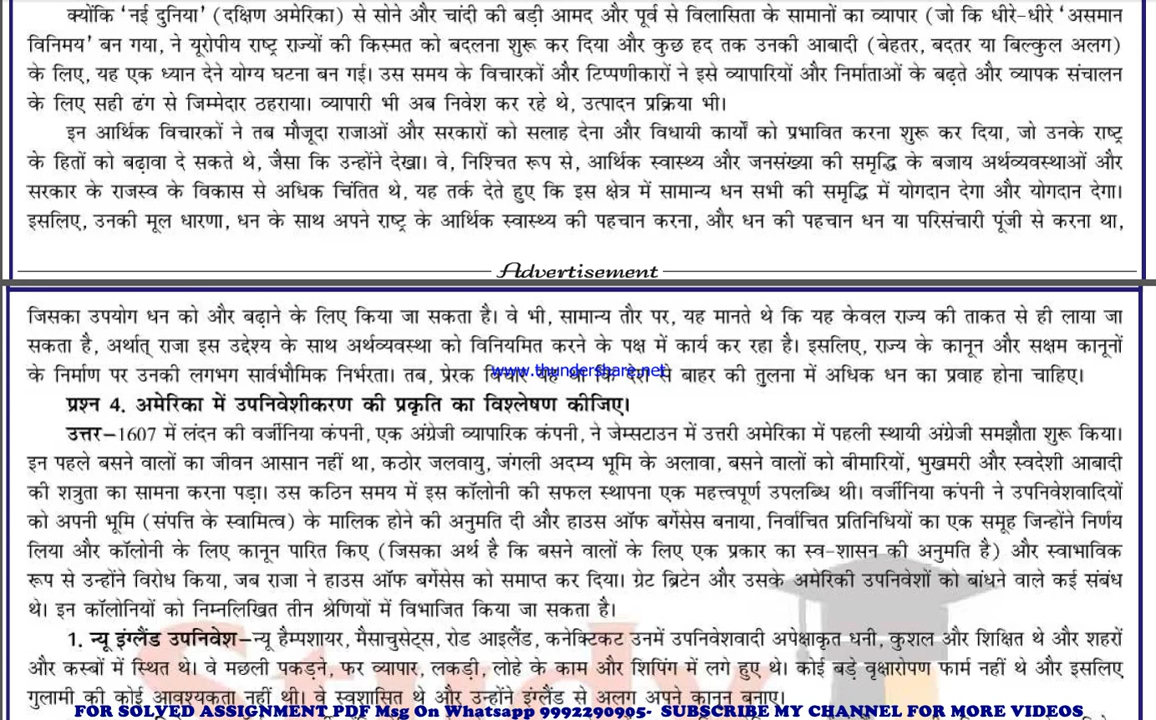 क्योंकि ‘नई दुनिया’ (दक्षिण अमेरिका) से सोने और चांदी की बड़ी आमद और पूर्व से विलासिता के सामानों का व्यापार (जो कि धीरे-धीरे ‘असमान
विनिमय’ बन गया, ने यूरोपीय राष्ट्र राज्यों की किस्मत को बदलना शुरू कर दिया और कुछ हद तक उनकी आबादी (बेहतर, बदतर या बिल्कुल अलग)
के लिए, यह एक ध्यान देने योग्य घटना बन गई। उस समय के विचारकों और टिप्पणीकारों ने इसे व्यापारियों और निर्माताओं के बढ़ते और व्यापक संचालन
के लिए सही ढंग से जिम्मेदार ठहराया। व्यापारी भी अब निवेश कर रहे थे, उत्पादन प्रक्रिया भी।
इन आर्थिक विचारकों ने तब मौजूदा राजाओं और सरकारों को सलाह देना और विधायी कार्यों को प्रभावित करना शुरू कर दिया, जो उनके राष्ट्र
के हितों को बढ़ावा दे सकते थे, जैसा कि उन्होंने देखा। वे, निश्चित रूप से, आर्थिक स्वास्थ्य और जनसंख्या की समृद्धि के बजाय अर्थव्यवस्थाओं और
सरकार के राजस्व के विकास से अधिक चिंतित थे, यह तर्क देते हुए कि इस क्षेत्र में सामान्य धन सभी की समृद्धि में योगदान देगा और योगदान देगा।
इसलिए, उनकी मूल धारणा, धन के साथ अपने राष्ट्र के आर्थिक स्वास्थ्य की पहचान करना, और धन की पहचान धन या परिसंचारी पूंजी से करना था,
Advertisement
जिसका उपयोग धन को और बढ़ाने के लिए किया जा सकता है। वे भी, सामान्य तौर पर, यह मानते थे कि यह केवल राज्य की ताकत से ही लाया जा
सकता है, अर्थात् राजा इस उद्देश्य के साथ अर्थव्यवस्था को विनियमित करने के पक्ष में कार्य कर रहा है। इसलिए, राज्य के कानून और सक्षम कानूनों
के निर्माण पर उनकी लगभग सार्वभौमिक निर्भरता। तब, प्रेरक विचार यह था कि देश से बाहर की तुलना में अधिक धन का प्रवाह होना चाहिए।
www.thundershare.net
प्रश्न 4. अमेरिका में उपनिवेशीकरण की प्रकृति का विश्लेषण कीजिए।
उत्तर–1607 में लंदन की वर्जीनिया कंपनी, एक अंग्रेजी व्यापारिक कंपनी, ने जेम्सटाउन में उत्तरी अमेरिका में पहली स्थायी अंग्रेजी समझौता शुरू किया।
इन पहले बसने वालों का जीवन आसान नहीं था, कठोर जलवायु, जंगली अदम्य भूमि के अलावा, बसने वालों को बीमारियों, भुखमरी और स्वदेशी आबादी
की शत्रुता का सामना करना पड़ा। उस कठिन समय में इस कॉलोनी की सफल स्थापना एक महत्त्वपूर्ण उपलब्धि थी। वर्जीनिया कंपनी ने उपनिवेशवादियों
को अपनी भूमि (संपत्ति के स्वामित्व) के मालिक होने की अनुमति दी और हाउस ऑफ बर्गेसेस बनाया, निर्वाचित प्रतिनिधियों का एक समूह जिन्होंने निर्णय
लिया और कॉलोनी के लिए कानून पारित किए (जिसका अर्थ है कि बसने वालों के लिए एक प्रकार का स्व-शासन की अनुमति है) और स्वाभाविक
रूप से उन्होंने विरोध किया, जब राजा ने हाउस ऑफ बर्गेसेस को समाप्त कर दिया। ग्रेट ब्रिटेन और उसके अमेरिकी उपनिवेशों को बांधने वाले कई संबंध
थे। इन कॉलोनियों को निम्नलिखित तीन श्रेणियों में विभाजित किया जा सकता है।
1. न्यू इंग्लैंड उपनिवेश–न्यू हैम्पशायर, मैसाचुसेट्स, रोड आइलैंड, कनेक्टिकट उनमें उपनिवेशवादी अपेक्षाकृत धनी, कुशल और शिक्षित थे और शहरों
और कस्बों में स्थित थे। वे मछली पकड़ने, फर व्यापार, लकड़ी, लोहे के काम और शिपिंग में लगे हुए थे। कोई बड़े वृक्षारोपण फार्म नहीं थे और इसलिए
गुलामी की कोई आवश्यकता नहीं थी। वे स्वशासित थे और उन्होंने इंग्लैंड से अलग अपने कानून बनाए।
FOR SOLVED ASSIGNMENT PDF Msg On Whatsapp 9992290905- SUBSCRIBE MY CHANNEL FOR MORE VIDEOS